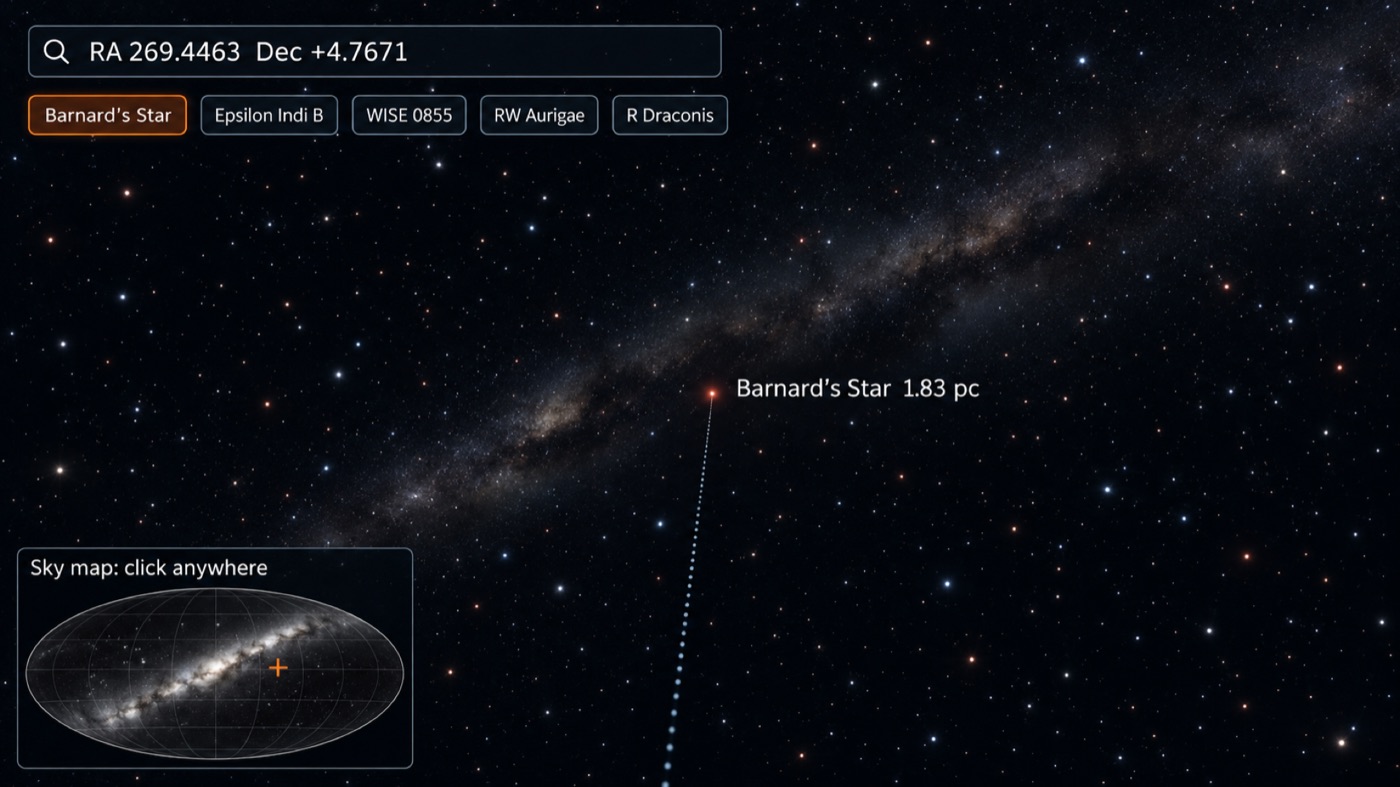 RA 269.4463 Dec +4.7671
Barnard's Star
Epsilon Indi B
WISE 0855
RW Aurigae
R Draconis
Barnard's Star 1.83 pc
Sky map: click anywhere